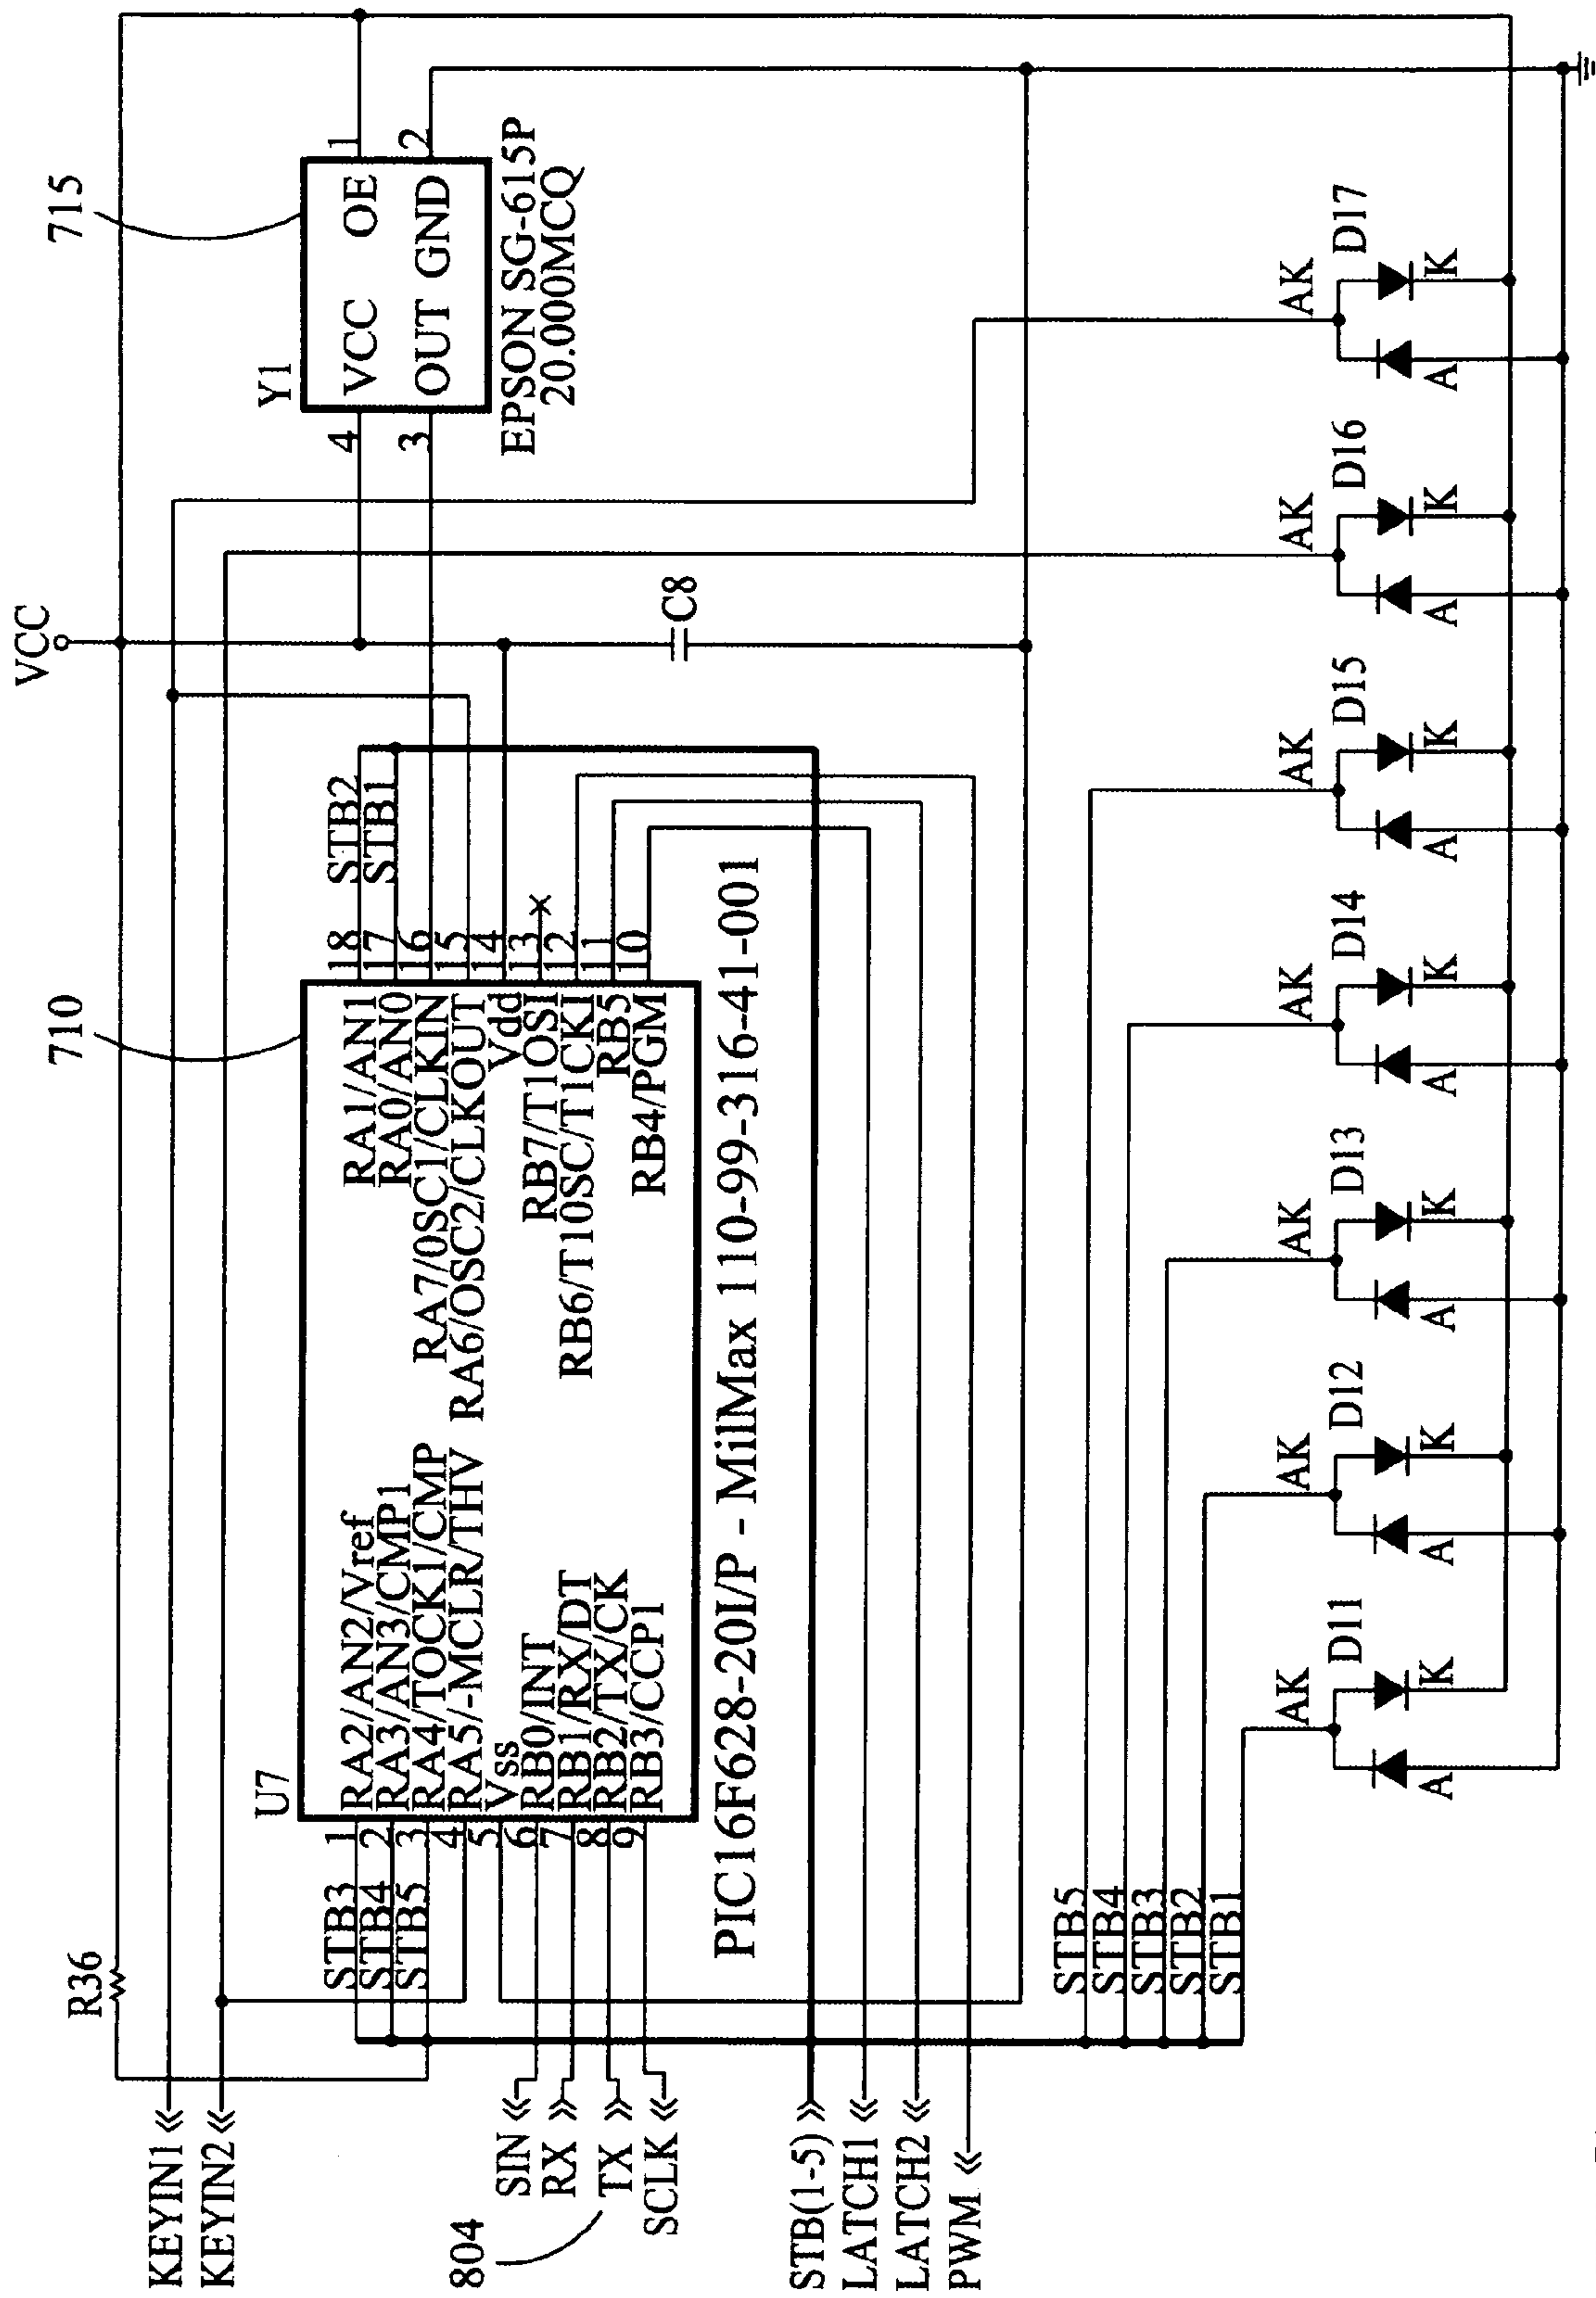 VCC
R36
KEYIN1
KEYIN2
U7
710
Y1
715
1 RA2/AN2/Vref
2 RA3/AN3/CMP1
3 RA4/TOCK1/CMP
4 RA5/-MCLR/THV
5 Vss
6 RB0/INT
7 RB1/RX/DT
8 RB2/TX/CK
9 RB3/CCP1
RA1/AN1 18
RA0/AN0 17
RA7/0SC1/CLKIN 16
RA6/OSC2/CLKOUT 15
Vdd 14
RB7/T1OSI 13
RB6/T10SC/T1CKI 12
RB5 11
RB4/PGM 10
STB3
STB4
STB5
STB2
STB1
4 VCC OE 1
3 OUT GND 2
EPSON SG-615P
20.000MCQ
C8
SIN
RX
TX
SCLK
804
PIC16F628-20I/P - MilMax 110-99-316-41-001
STB(1-5)
LATCH1
LATCH2
PWM
STB5
STB4
STB3
STB2
STB1
AK D11
A K
AK D12
A K
AK D13
A K
AK D14
A K
AK D15
A K
AK D16
A K
AK D17
A K